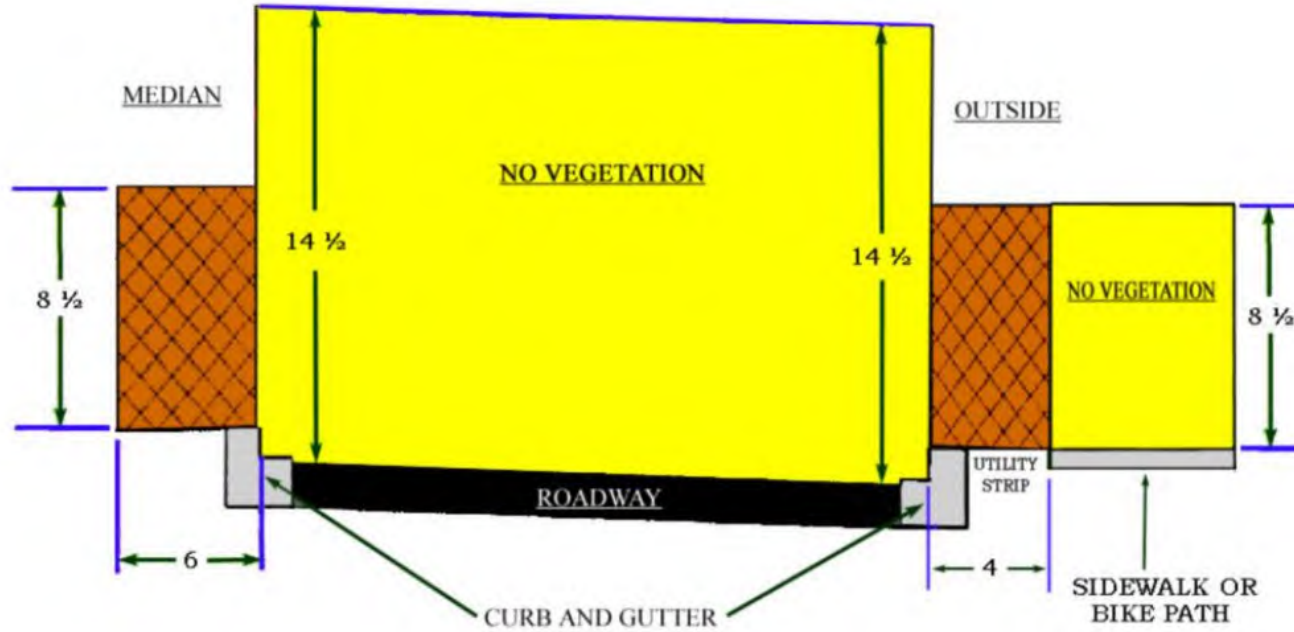 MEDIAN
OUTSIDE
NO VEGETATION
14 ½
14 ½
8 ½
NO VEGETATION
8 ½
UTILITY
STRIP
ROADWAY
6
4
SIDEWALK OR
BIKE PATH
CURB AND GUTTER